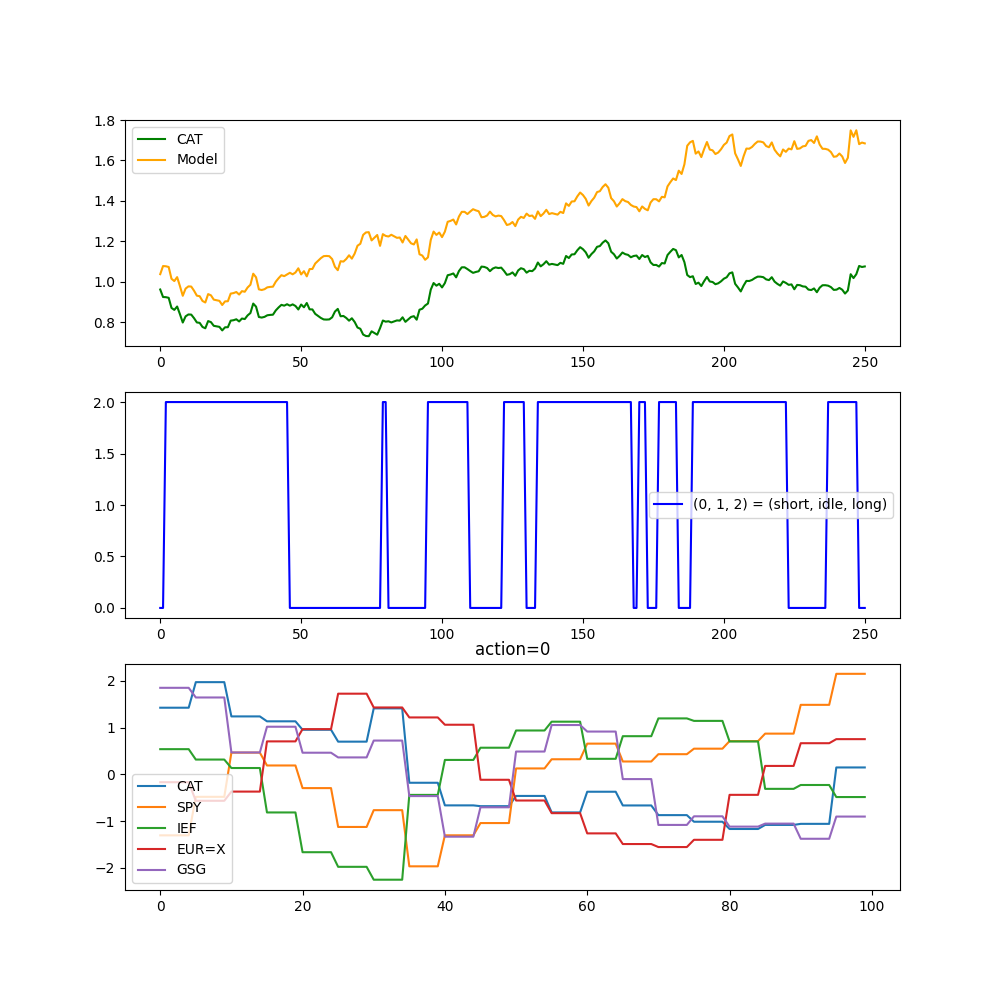 1.8
1.6
1.4
1.2
1.0
0.8
CAT
Model
0 50 100 150 200 250
2.0
1.5
1.0
0.5
0.0
(0, 1, 2) = (short, idle, long)
0 50 100 150 200 250
action=0
2
1
0
−1
−2
CAT
SPY
IEF
EUR=X
GSG
0 20 40 60 80 100